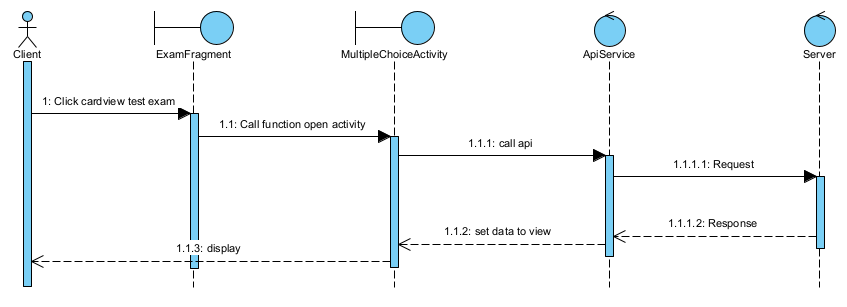 Client
ExamFragment
MultipleChoiceActivity
ApiService
Server
1: Click cardview test exam
1.1: Call function open activity
1.1.1: call api
1.1.1.1: Request
1.1.1.2: Response
1.1.2: set data to view
1.1.3: display